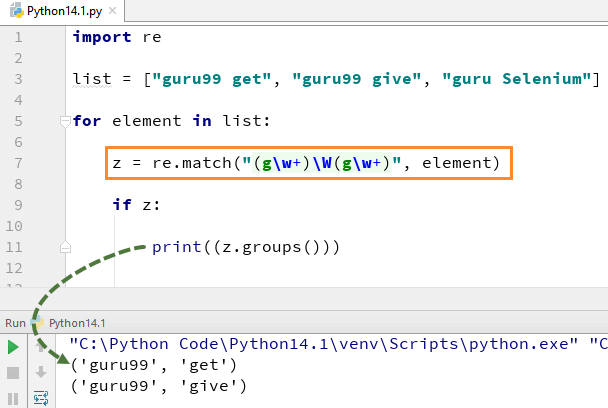 Python14.1.py ×
1 import re
2
3 list = ["guru99 get", "guru99 give", "guru Selenium"]
4
5 for element in list:
6
7 z = re.match("(g\w+)\W(g\w+)", element)
8
9 if z:
10
11 print((z.groups()))
12
Run Python14.1
"C:\Python Code\Python14.1\venv\Scripts\python.exe" "C
('guru99', 'get')
('guru99', 'give')